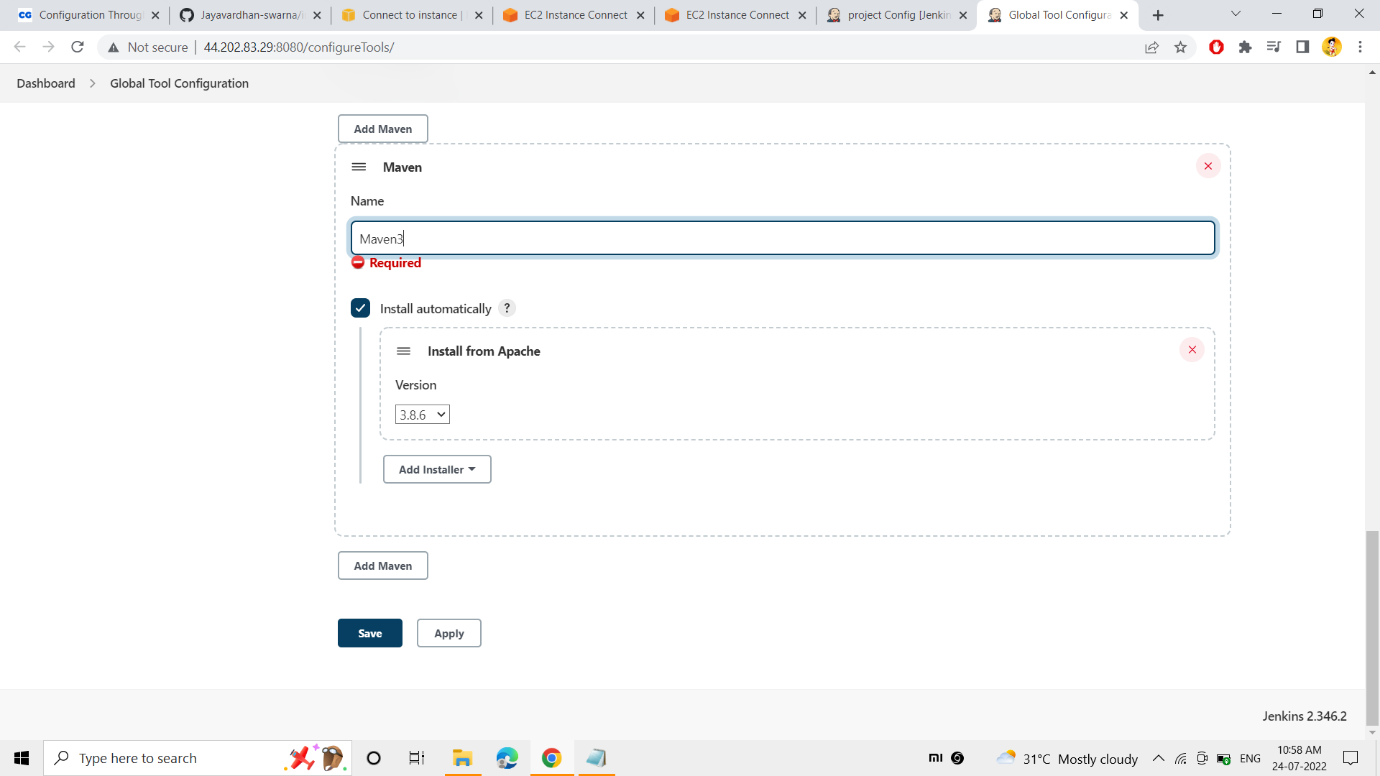 CG Configuration Throug
Jayavardhan-swarna/i
Connect to instance |
EC2 Instance Connect
EC2 Instance Connect
project Config [Jenkin
Global Tool Configura
Not secure | 44.202.83.29:8080/configureTools/
Dashboard > Global Tool Configuration
Add Maven
Maven
Name
Maven3
Required
Install automatically ?
Install from Apache
Version
3.8.6
Add Installer
Add Maven
Save
Apply
Jenkins 2.346.2
Type here to search
31°C Mostly cloudy
ENG
10:58 AM
24-07-2022